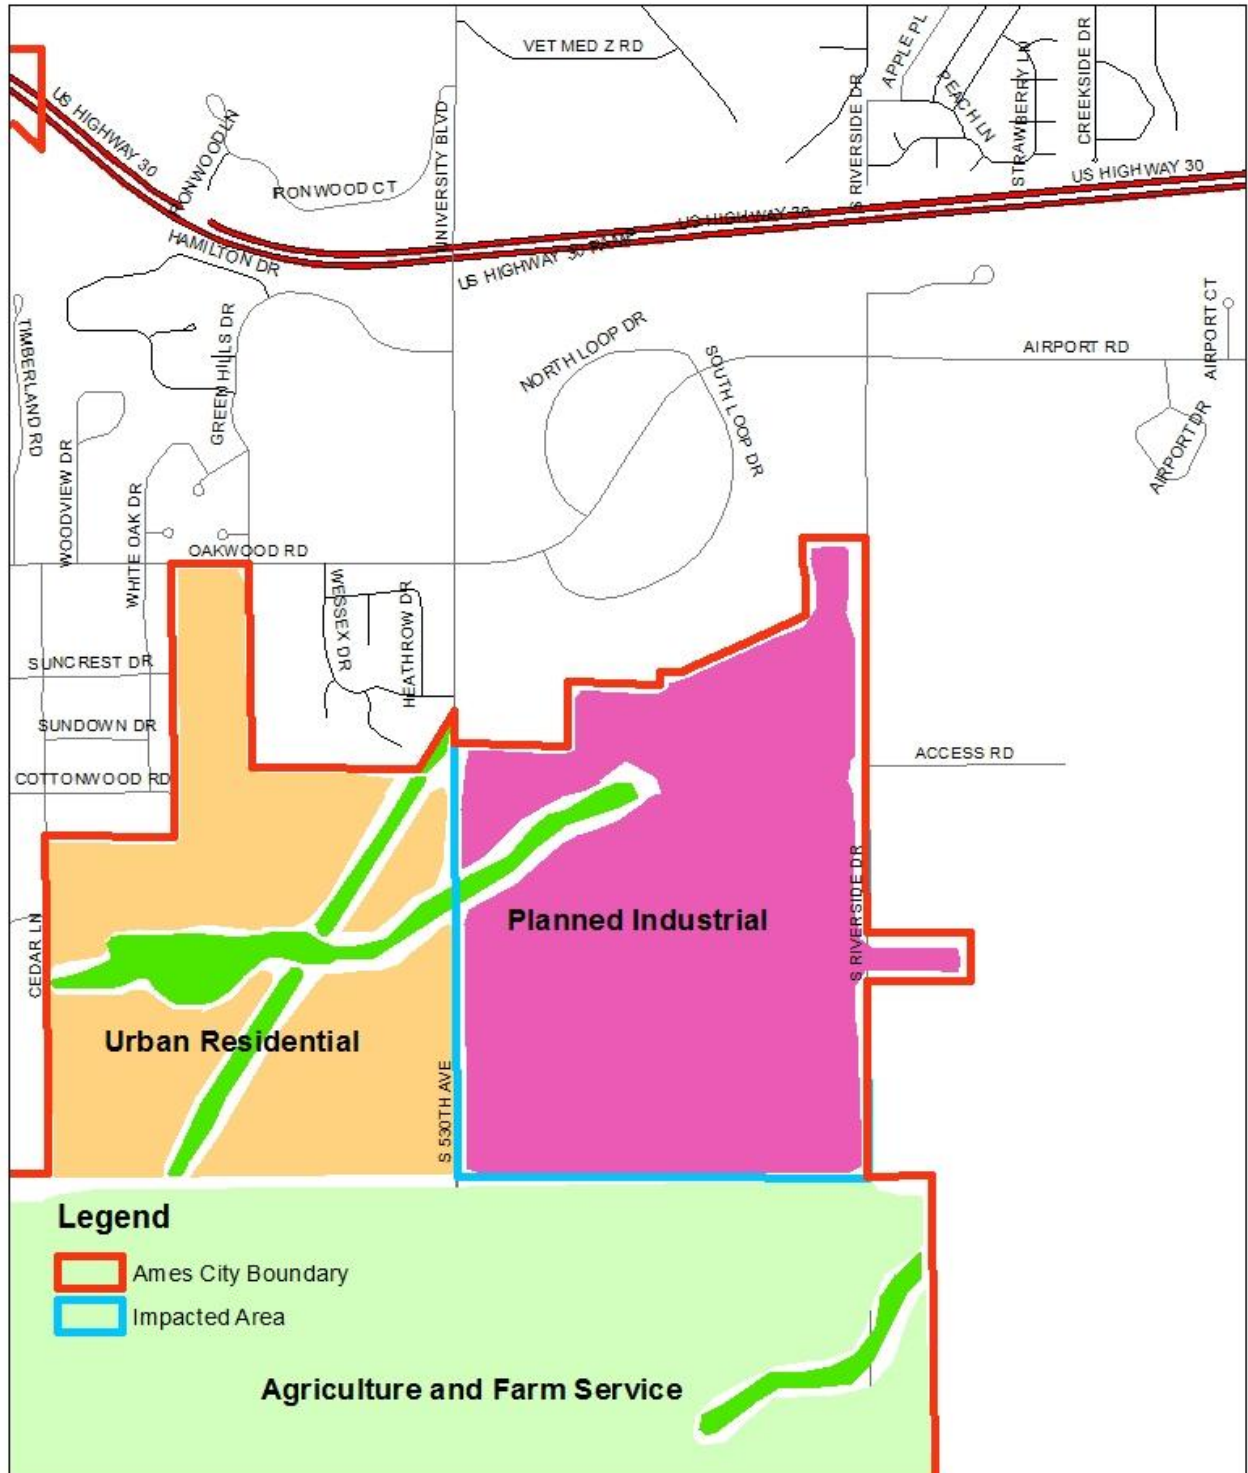 VET MED Z RD
APPLE PL
S RIVERSIDE DR
PEACH LN
STRAWBERRY LN
CREEKSIDE DR
US HIGHWAY 30
IRONWOOD LN
IRONWOOD CT
UNIVERSITY BLVD
US HIGHWAY 30
US HIGHWAY 30
HAMILTON DR
US HIGHWAY 30 RAMP
TIMBERLAND RD
GREEN HILLS DR
NORTH LOOP DR
SOUTH LOOP DR
AIRPORT RD
AIRPORT CT
WOODVIEW DR
WHITE OAK DR
AIRPORT DR
OAKWOOD RD
WESSEX DR
HEATHROW DR
SUNCREST DR
SUNDOWN DR
COTTONWOOD RD
ACCESS RD
CEDAR LN
Planned Industrial
S RIVERSIDE DR
Urban Residential
S 530TH AVE
Legend
Ames City Boundary
Impacted Area
Agriculture and Farm Service